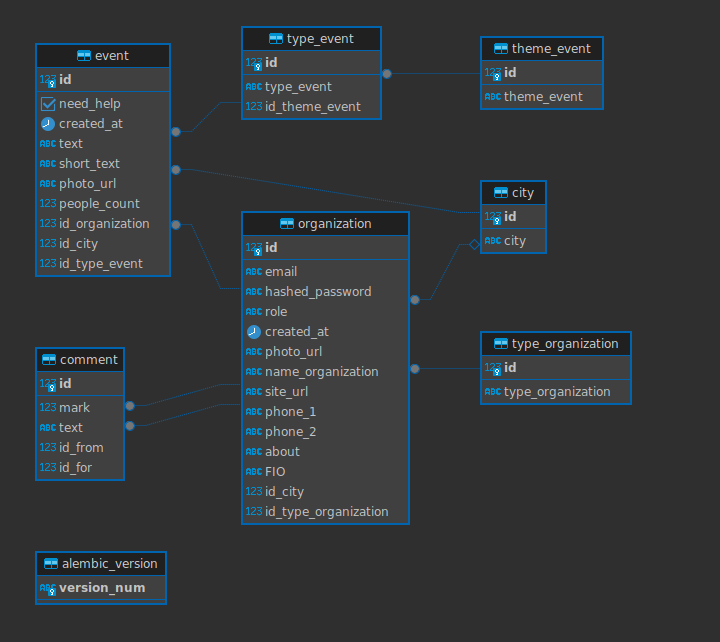 event
123 id
need_help
created_at
ABC text
ABC short_text
ABC photo_url
123 people_count
123 id_organization
123 id_city
123 id_type_event
type_event
123 id
ABC type_event
123 id_theme_event
theme_event
123 id
ABC theme_event
city
123 id
ABC city
organization
123 id
ABC email
ABC hashed_password
ABC role
created_at
ABC photo_url
ABC name_organization
ABC site_url
ABC phone_1
ABC phone_2
ABC about
ABC FIO
123 id_city
123 id_type_organization
type_organization
123 id
ABC type_organization
comment
123 id
123 mark
ABC text
123 id_from
123 id_for
alembic_version
ABC version_num